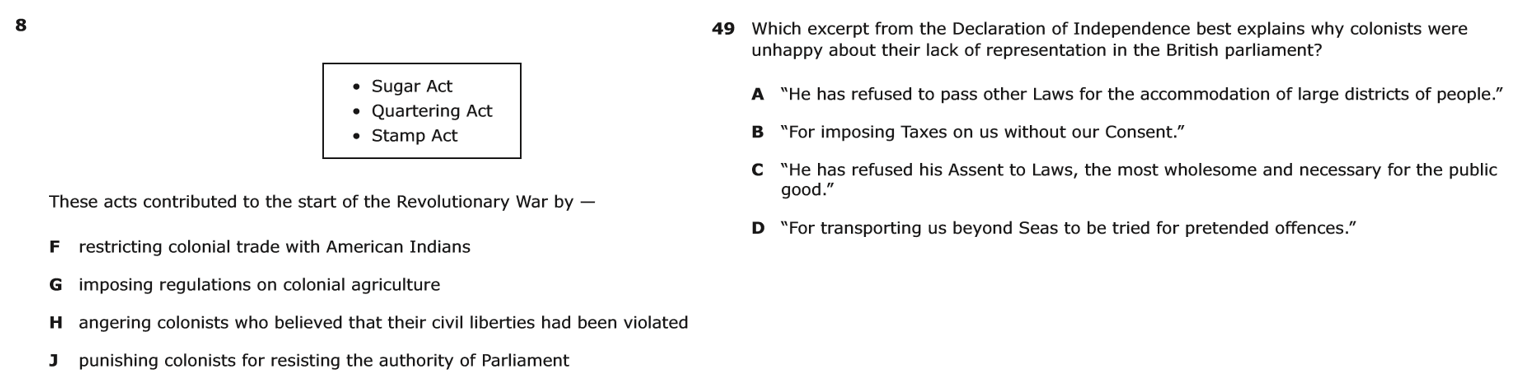 8
• Sugar Act
• Quartering Act
• Stamp Act
These acts contributed to the start of the Revolutionary War by —
F restricting colonial trade with American Indians
G imposing regulations on colonial agriculture
H angering colonists who believed that their civil liberties had been violated
J punishing colonists for resisting the authority of Parliament
49 Which excerpt from the Declaration of Independence best explains why colonists were
unhappy about their lack of representation in the British parliament?
A “He has refused to pass other Laws for the accommodation of large districts of people.”
B “For imposing Taxes on us without our Consent.”
C “He has refused his Assent to Laws, the most wholesome and necessary for the public
good.”
D “For transporting us beyond Seas to be tried for pretended offences.”